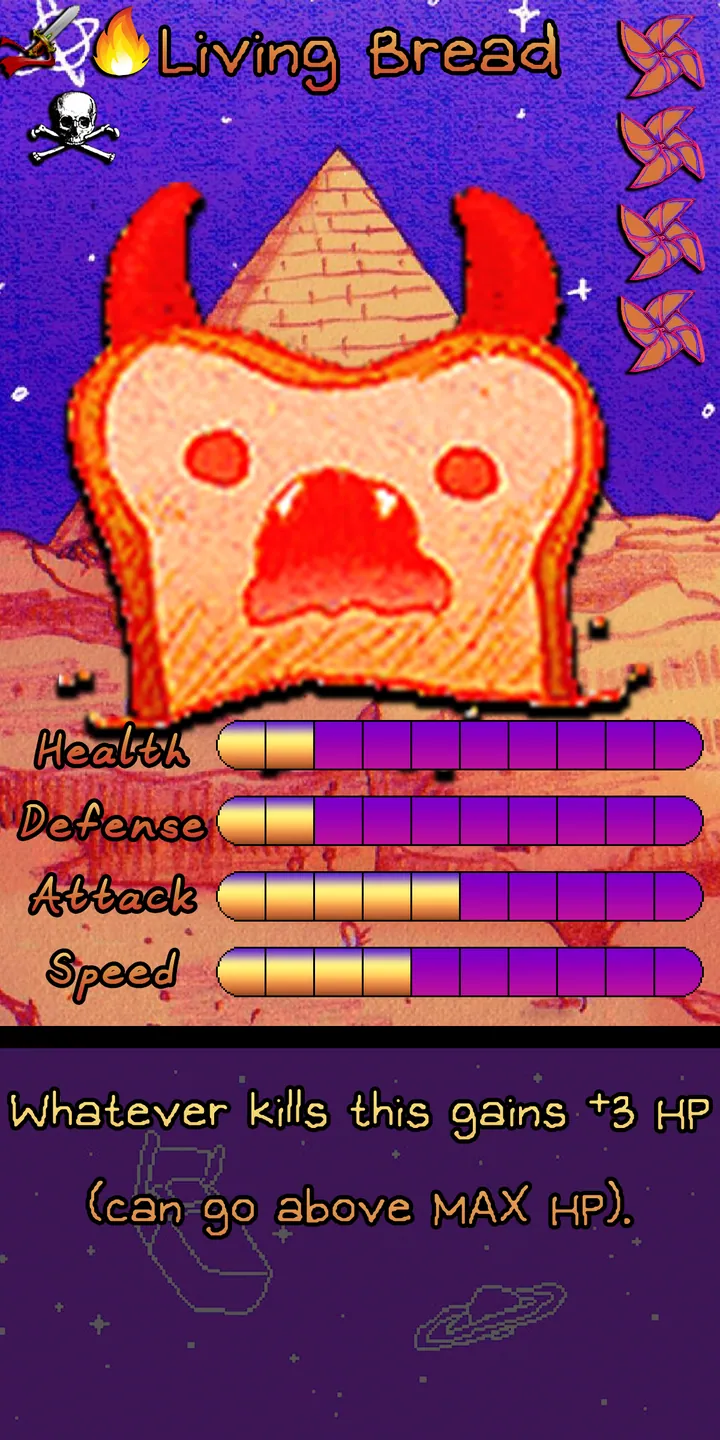 Living Bread
Health
Defense
Attack
Speed
Whatever kills this gains +3 HP
(can go above MAX HP).